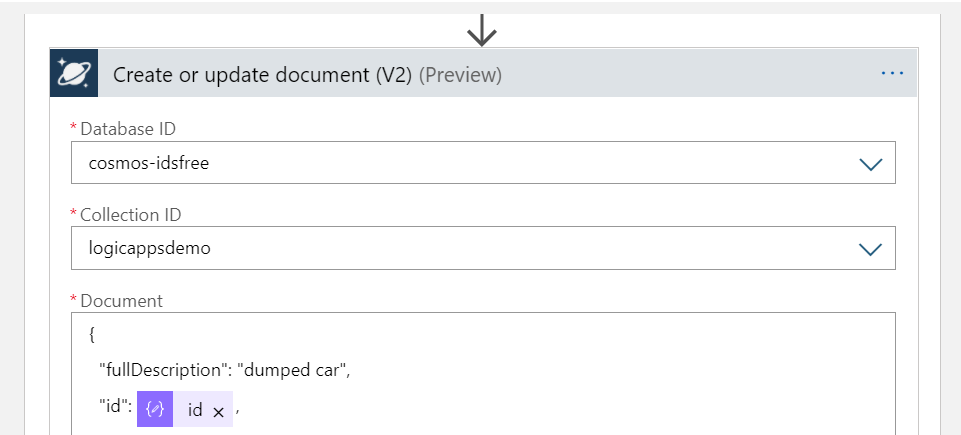 Create or update document (V2) (Preview) ...
* Database ID
cosmos-idsfree
* Collection ID
logicappsdemo
* Document
{
"fullDescription": "dumped car",
"id": {} id × ,